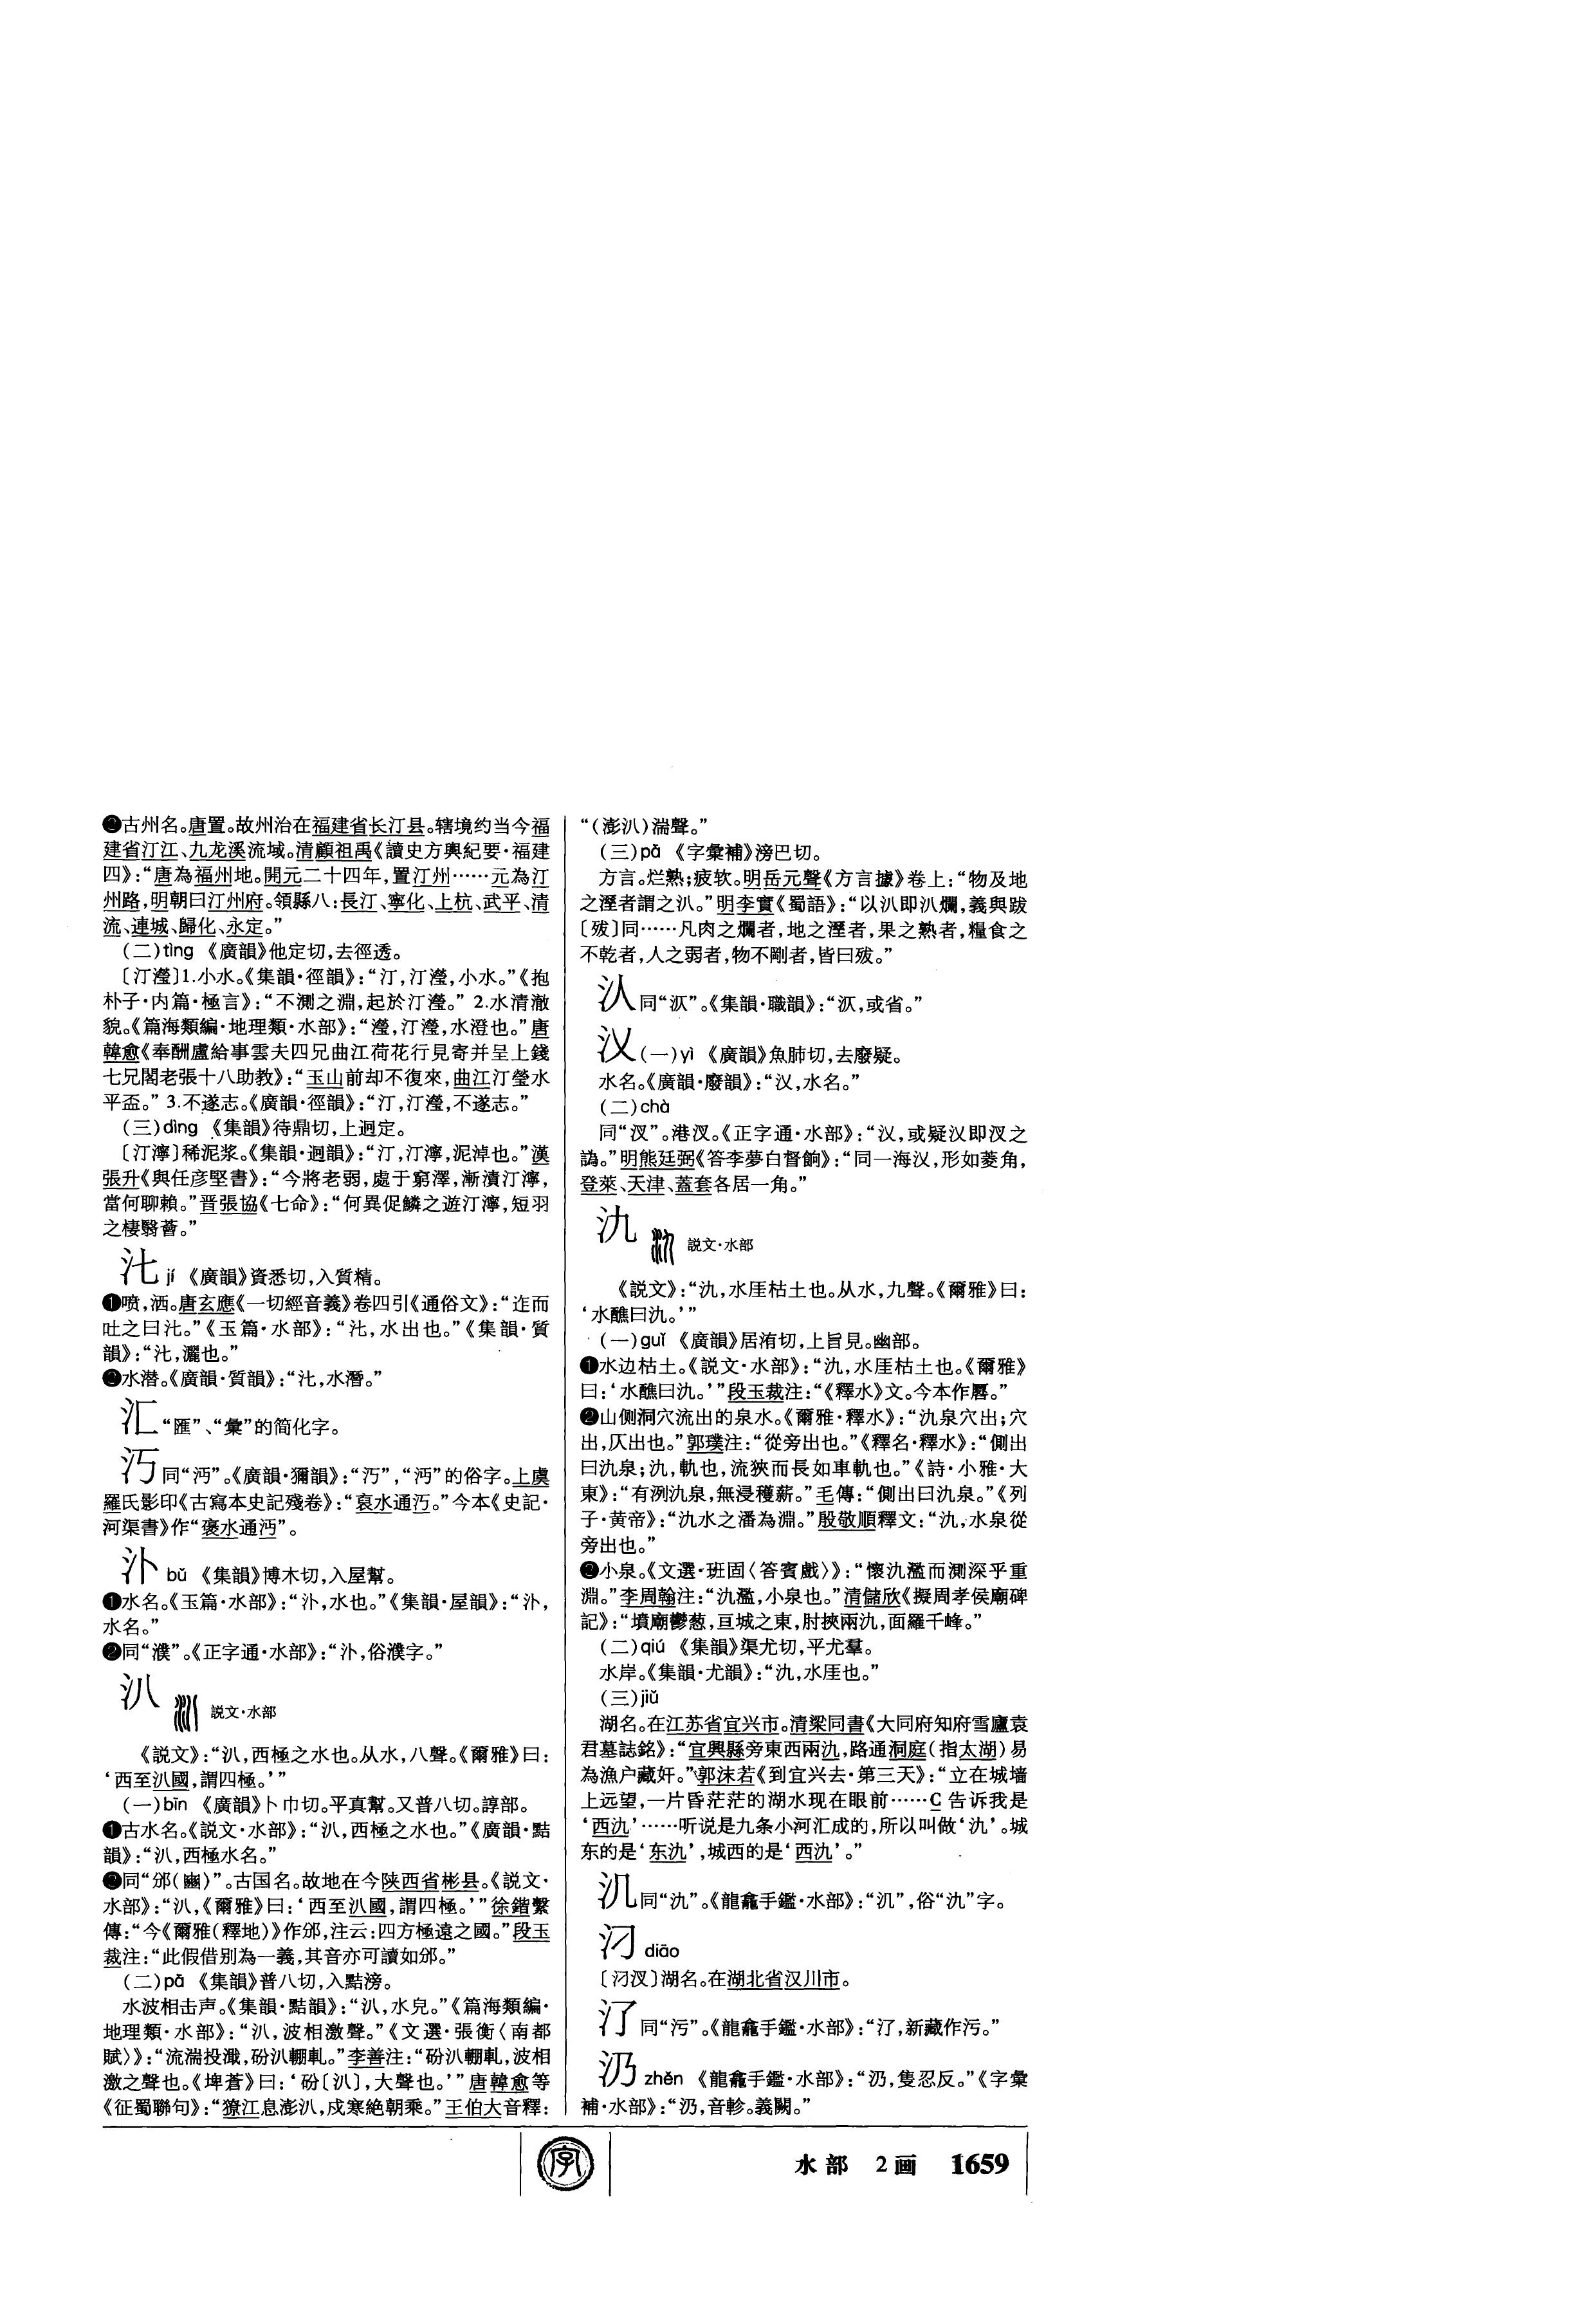 ❷古州名。唐置。故州治在福建省长汀县。辖境约当今福
建省汀江、九龙溪流域。清顧祖禹《讀史方輿紀要·福建
四》：“唐為福州地。開元二十四年，置汀州……元為汀
州路，明朝曰汀州府。領縣八：長汀、寧化、上杭、武平、清
流、連城、歸化、永定。”
（二）tìng 《廣韻》他定切，去徑透。
〔汀瀅〕1.小水。《集韻·徑韻》：“汀，汀瀅，小水。”《抱
朴子·内篇·極言》：“不測之淵，起於汀瀅。” 2.水清澈
貌。《篇海類編·地理類·水部》：“瀅，汀瀅，水澄也。”唐
韓愈《奉酬盧給事雲夫四兄曲江荷花行見寄并呈上錢
七兄閣老張十八助教》：“玉山前却不復來，曲江汀瑩水
平盃。” 3.不遂志。《廣韻·徑韻》：“汀，汀瀅，不遂志。”
（三）dìng 《集韻》待鼎切，上迥定。
〔汀濘〕稀泥浆。《集韻·迥韻》：“汀，汀濘，泥淖也。”漢
張升《與任彦堅書》：“今將老弱，處于窮澤，漸漬汀濘，
當何聊賴。”晋張協《七命》：“何異促鱗之遊汀濘，短羽
之棲翳薈。”
㲺 jí 《廣韻》資悉切，入質精。
❶喷，洒。唐玄應《一切經音義》卷四引《通俗文》：“迮而
吐之曰㲺。”《玉篇·水部》：“㲺，水出也。”《集韻·質
韻》：“㲺，灑也。”
❷水潜。《廣韻·質韻》：“㲺，水潛。”
汇 “匯”、“彙”的简化字。
汅 同“沔”。《廣韻·獮韻》：“汅”，“沔”的俗字。上虞
羅氏影印《古寫本史記殘卷》：“裒水通汅。”今本《史記·
河渠書》作“褒水通沔”。
汴 bǔ 《集韻》博木切，入屋幫。
❶水名。《玉篇·水部》：“，水也。”《集韻·屋韻》：“，
水名。”
❷同“濮”。《正字通·水部》：“，俗濮字。”
汃 説文·水部
《説文》：“汃，西極之水也。从水，八聲。《爾雅》曰：
‘西至汃國，謂四極。’”
（一）bīn 《廣韻》卜巾切。平真幫。又普八切。諄部。
❶古水名。《説文·水部》：“汃，西極之水也。”《廣韻·黠
韻》：“汃，西極水名。”
❷同“邠（豳）”。古国名。故地在今陕西省彬县。《説文·
水部》：“汃，《爾雅》曰：‘西至汃國，謂四極。’”徐鍇繫
傳：“今《爾雅（釋地）》作邠，注云：四方極遠之國。”段玉
裁注：“此假借别為一義，其音亦可讀如邠。”
（二）pā 《集韻》普八切，入黠滂。
水波相击声。《集韻·黠韻》：“汃，水皃。”《篇海類編·
地理類·水部》：“汃，波相激聲。”《文選·張衡〈南都
賦〉》：“流湍投濈，砏汃輣軋。”李善注：“砏汃輣軋，波相
激之聲也。《埤蒼》曰：‘砏〔汃〕，大聲也。’”唐韓愈等
《征蜀聯句》：“獠江息澎汃，戍寒絶朝乘。”王伯大音釋：
“（澎汃）湍聲。”
（三）pā 《字彙補》滂巴切。
方言。烂熟；疲软。明岳元聲《方言據》卷上：“物及地
之溼者謂之汃。”明李實《蜀語》：“以汃即汃爛，義與跛
〔㱟〕同……凡肉之爛者，地之溼者，果之熟者，糧食之
不乾者，人之弱者，物不剛者，皆曰㱟。”
㲸 同“㲼”。《集韻·職韻》：“㲼，或省。”
汉 （一）yì 《廣韻》魚肺切，去廢疑。
水名。《廣韻·廢韻》：“㲼，水名。”
（二）chà
同“汊”。港汊。《正字通·水部》：“汉，或疑汉即汊之
譌。”明熊廷弼《答李夢白督餉》：“同一海汉，形如菱角，
登萊、天津、蓋套各居一角。”
氿 説文·水部
《説文》：“氿，水厓枯土也。从水，九聲。《爾雅》曰：
‘水醮曰氿。’”
（一）guǐ 《廣韻》居洧切，上旨見。幽部。
❶水边枯土。《説文·水部》：“氿，水厓枯土也。《爾雅》
曰：‘水醮曰氿。’”段玉裁注：“《釋水》文。今本作厬。”
❷山侧洞穴流出的泉水。《爾雅·釋水》：“氿泉穴出；穴
出，仄出也。”郭璞注：“從旁出也。”《釋名·釋水》：“側出
曰氿泉；氿，軌也，流狹而長如車軌也。”《詩·小雅·大
東》：“有洌氿泉，無浸穫薪。”毛傳：“側出曰氿泉。”《列
子·黄帝》：“氿水之潘為淵。”殷敬順釋文：“氿，水泉從
旁出也。”
❷小泉。《文選·班固〈答賓戲〉》：“懷氿濫而測深乎重
淵。”李周翰注：“氿濫，小泉也。”清儲欣《擬周孝侯廟碑
記》：“墳廟鬱葱，亘城之東，肘挾兩氿，面羅千峰。”
（二）qiú 《集韻》渠尤切，平尤羣。
水岸。《集韻·尤韻》：“氿，水厓也。”
（三）jiǔ
湖名。在江苏省宜兴市。清梁同書《大同府知府雪廬袁
君墓誌銘》：“宜興縣旁東西兩氿，路通洞庭（指太湖）易
為漁户藏奸。”郭沫若《到宜兴去·第三天》：“立在城墙
上远望，一片昏茫茫的湖水现在眼前……C 告诉我是
‘西氿’……听说是九条小河汇成的，所以叫做‘氿’。城
东的是‘东氿’，城西的是‘西氿’。”
㲹 同“氿”。《龍龕手鑑·水部》：“㲹”，俗“氿”字。
汈 diāo
〔汈汊〕湖名。在湖北省汉川市。
同“污”。《龍龕手鑑·水部》：“，新藏作污。”
zhěn 《龍龕手鑑·水部》：“，隻忍反。”《字彙
補·水部》：“，音軫。義闕。”
字
水部 2画 1659